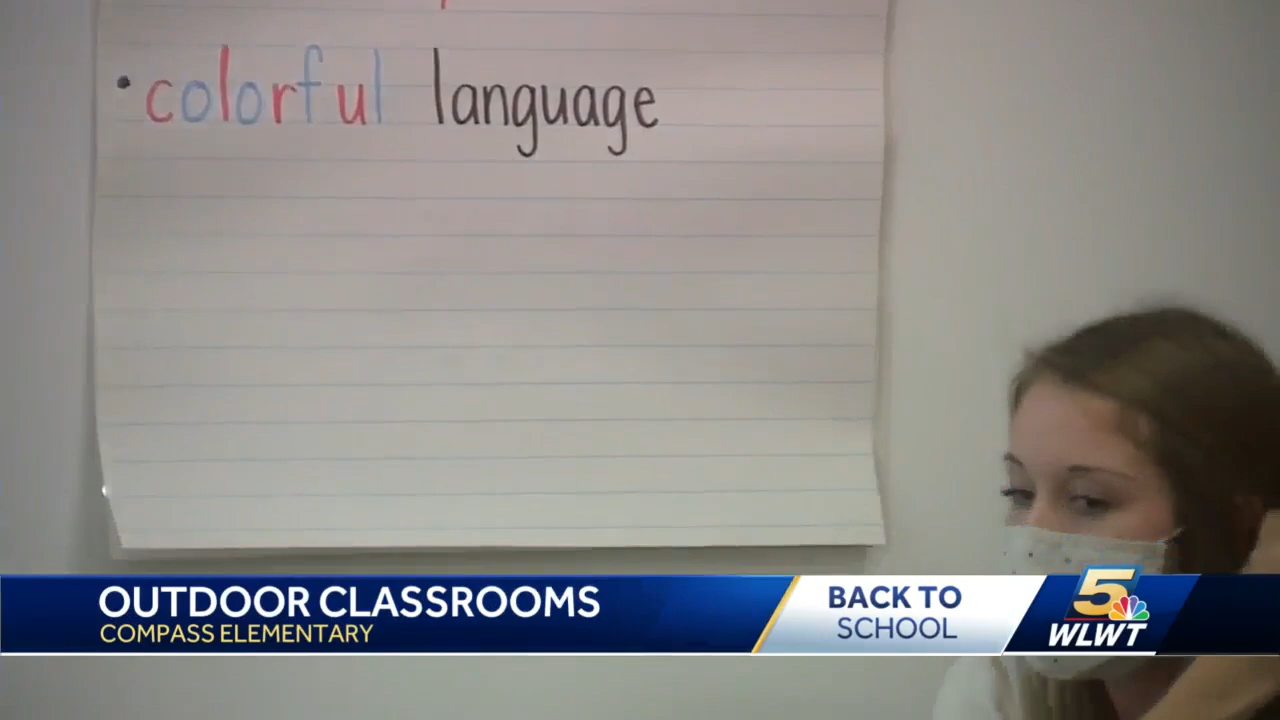 • colorful language
OUTDOOR CLASSROOMS
COMPASS ELEMENTARY
BACK TO
SCHOOL
5
WLWT